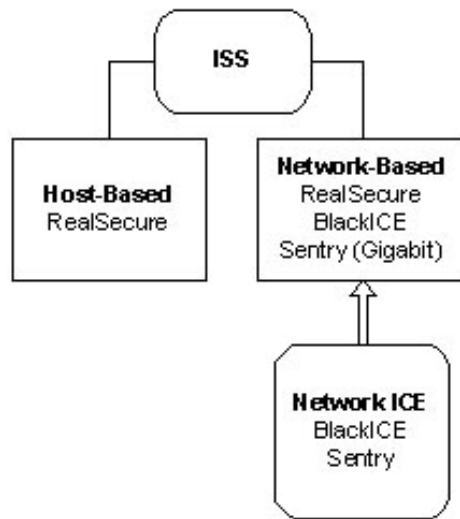 ISS
Host-Based
RealSecure
Network-Based
RealSecure
BlackICE
Sentry (Gigabit)
Network ICE
BlackICE
Sentry